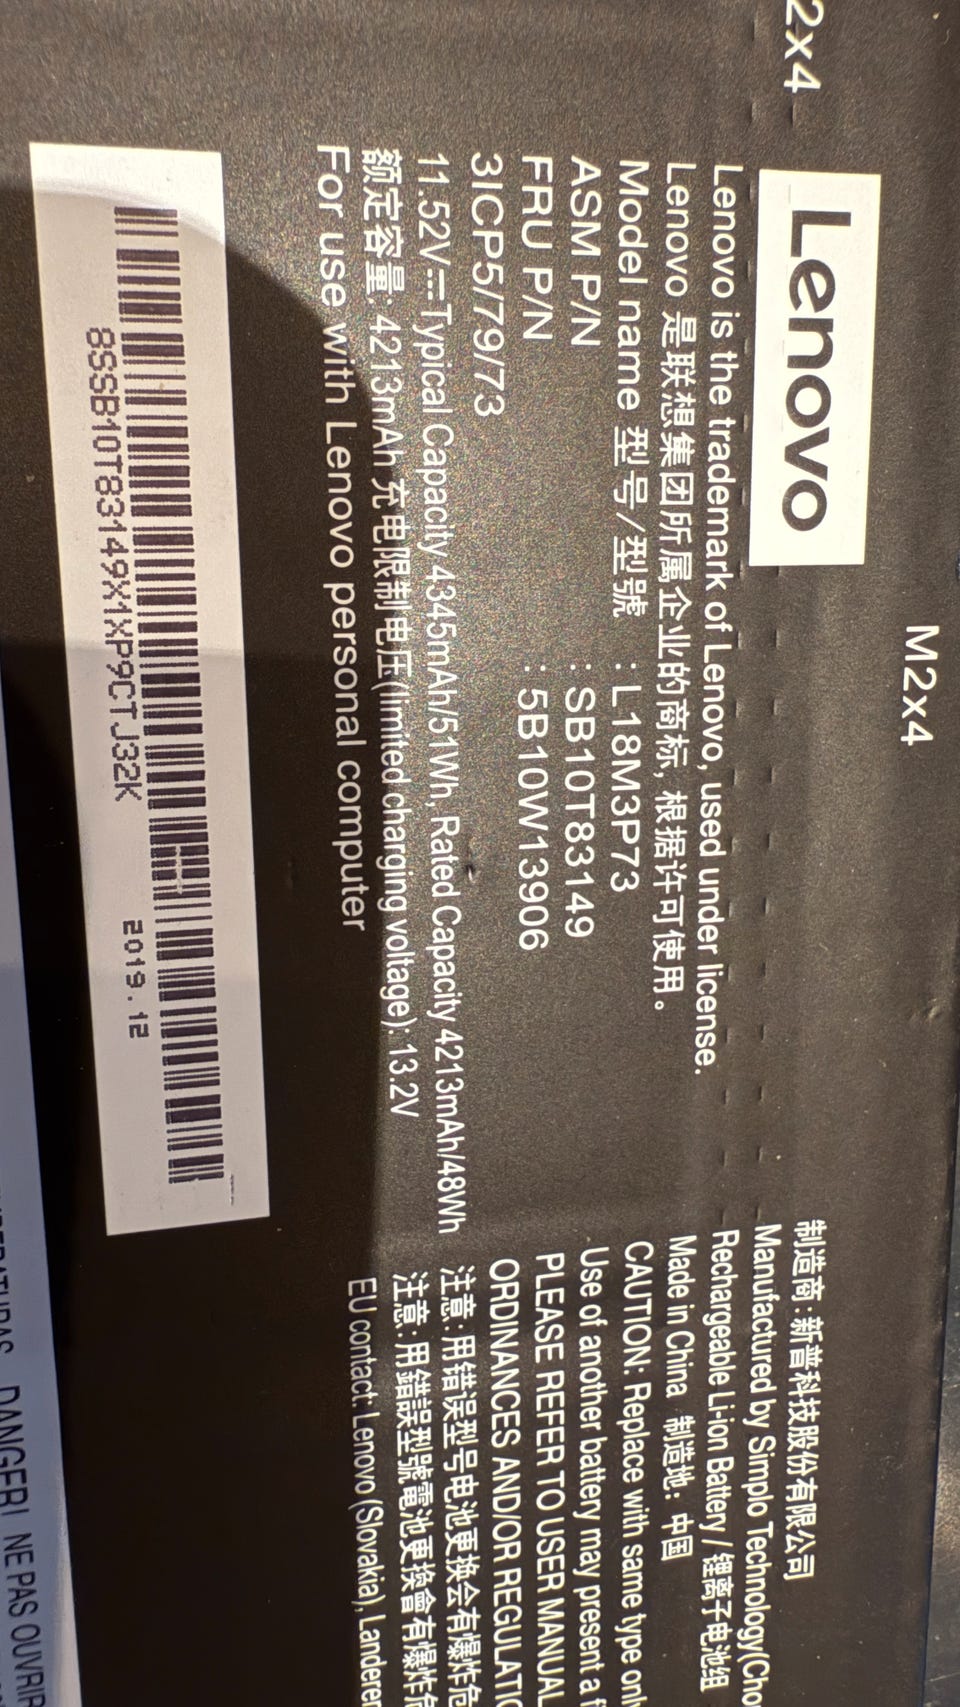 M2x4
2x4
Lenovo
Lenovo is the trademark of Lenovo, used under license.
Lenovo 是联想集团所属企业的商标, 根据许可使用。
Model name 型号/型號 : L18M3P73
ASM P/N : SB10T83149
FRU P/N : 5B10W13906
3ICP5/79/73
11.52V⎓Typical Capacity 4345mAh/51Wh, Rated Capacity 4213mAh/48Wh
额定容量: 4213mAh 充电限制电压(limited charging voltage): 13.2V
For use with Lenovo personal computer
8SSB10T83149X1XP9CTJ32K
2019.12
制造商:新普科技股份有限公司
Manufactured by Simplo Technology(Cho
Rechargeable Li-ion Battery / 锂离子电池组
Made in China 制造地: 中国
CAUTION: Replace with same type onl
Use of another battery may present a f
PLEASE REFER TO USER MANUAL
ORDINANCES AND/OR REGULATIO
注意:用错误型号电池更换会有爆炸危
注意:用錯誤型號電池更換會有爆炸危
EU contact: Lenovo (Slovakia), Landerer
DANGER! NE PAS OUVRIR